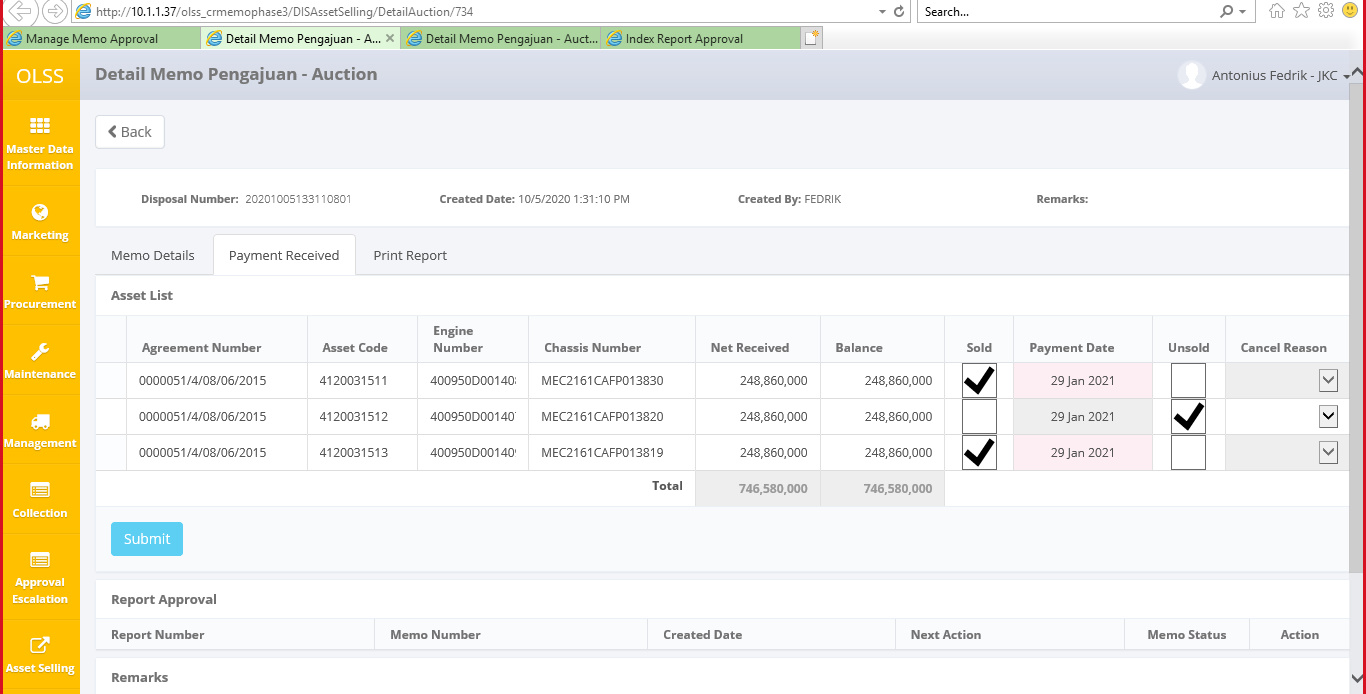 http://10.1.1.37/olss_crmemophase3/DISAssetSelling/DetailAuction/734
Search...
Manage Memo Approval
Detail Memo Pengajuan - A...
Detail Memo Pengajuan - Auct...
Index Report Approval
OLSS
Detail Memo Pengajuan - Auction
Antonius Fedrik - JKC
Master Data
Information
Marketing
Procurement
Maintenance
Management
Collection
Approval
Escalation
Asset Selling
Back
Disposal Number: 20201005133110801 Created Date: 10/5/2020 1:31:10 PM Created By: FEDRIK Remarks:
Memo Details Payment Received Print Report
Asset List
Agreement Number Asset Code Engine Number Chassis Number Net Received Balance Sold Payment Date Unsold Cancel Reason
0000051/4/08/06/2015 4120031511 400950D00140 MEC2161CAFP013830 248,860,000 248,860,000 29 Jan 2021
0000051/4/08/06/2015 4120031512 400950D00140 MEC2161CAFP013820 248,860,000 248,860,000 29 Jan 2021
0000051/4/08/06/2015 4120031513 400950D00140 MEC2161CAFP013819 248,860,000 248,860,000 29 Jan 2021
Total 746,580,000 746,580,000
Submit
Report Approval
Report Number Memo Number Created Date Next Action Memo Status Action
Remarks